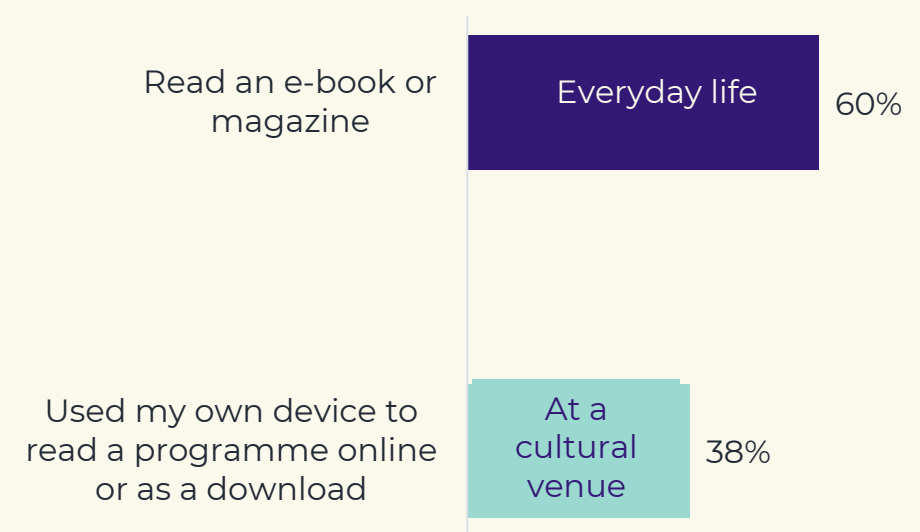 Read an e-book or
magazine
Everyday life
60%
Used my own device to
read a programme online
or as a download
At a
cultural
venue
38%